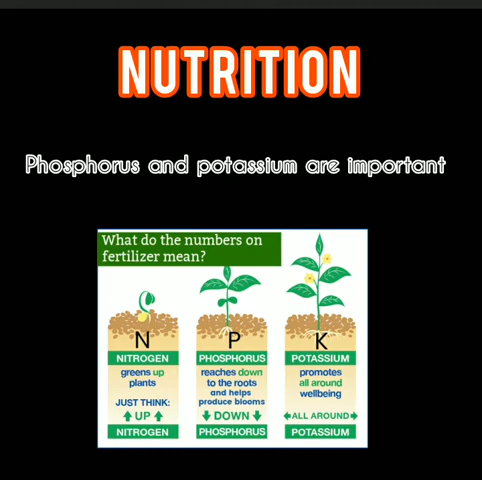 NUTRITION
Phosphorus and potassium are important
What do the numbers on
fertilizer mean?
N
P
K
NITROGEN
PHOSPHORUS
POTASSIUM
greens up
plants
reaches down
to the roots
and helps
produce blooms
promotes
all around
wellbeing
JUST THINK:
UP
DOWN
ALL AROUND
NITROGEN
PHOSPHORUS
POTASSIUM